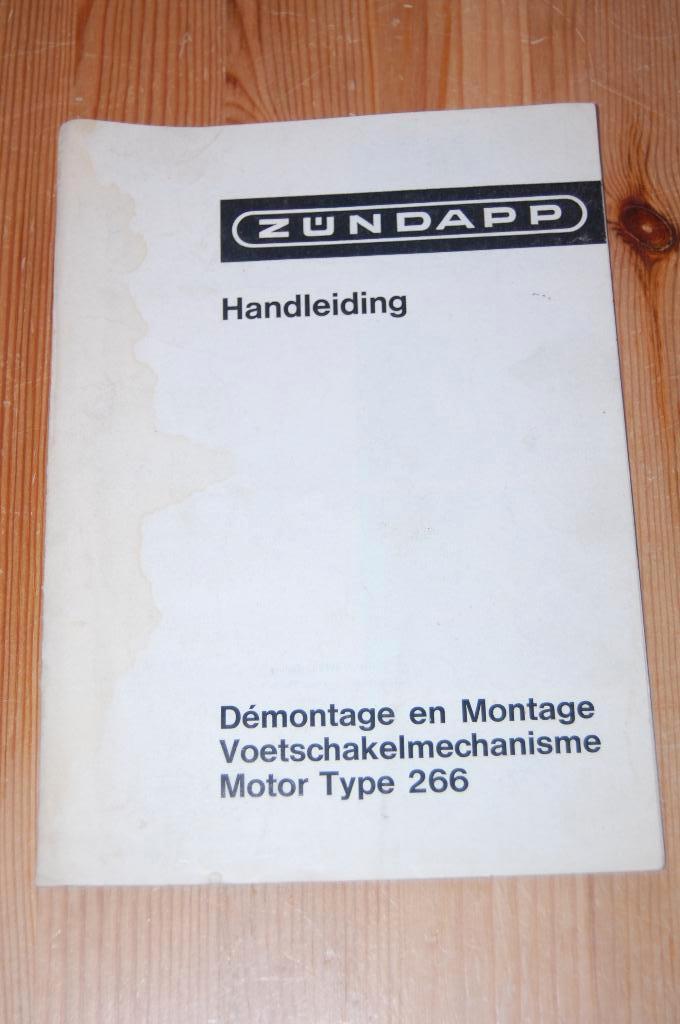 ZÜNDAPP
Handleiding
Démontage en Montage
Voetschakelmechanisme
Motor Type 266